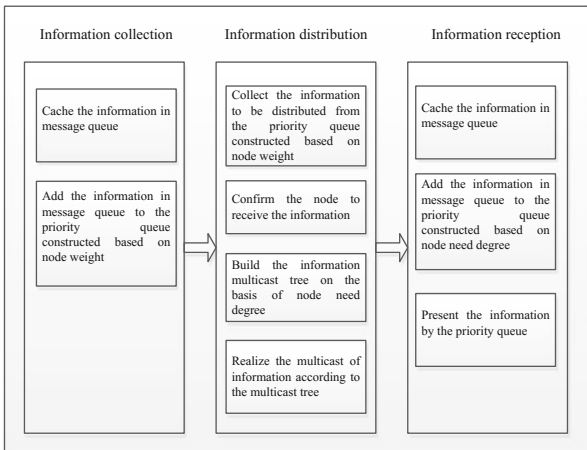 Information collection
Cache the information in
message queue
Add the information in
message queue to the
priority queue
constructed based on
node weight
Information distribution
Collect the information
to be distributed from
the priority queue
constructed based on
node weight
Confirm the node to
receive the information
Build the information
multicast tree on the
basis of node need
degree
Realize the multicast of
information according to
the multicast tree
Information reception
Cache the information in
message queue
Add the information in
message queue to the
priority queue
constructed based on
node need degree
Present the information
by the priority queue